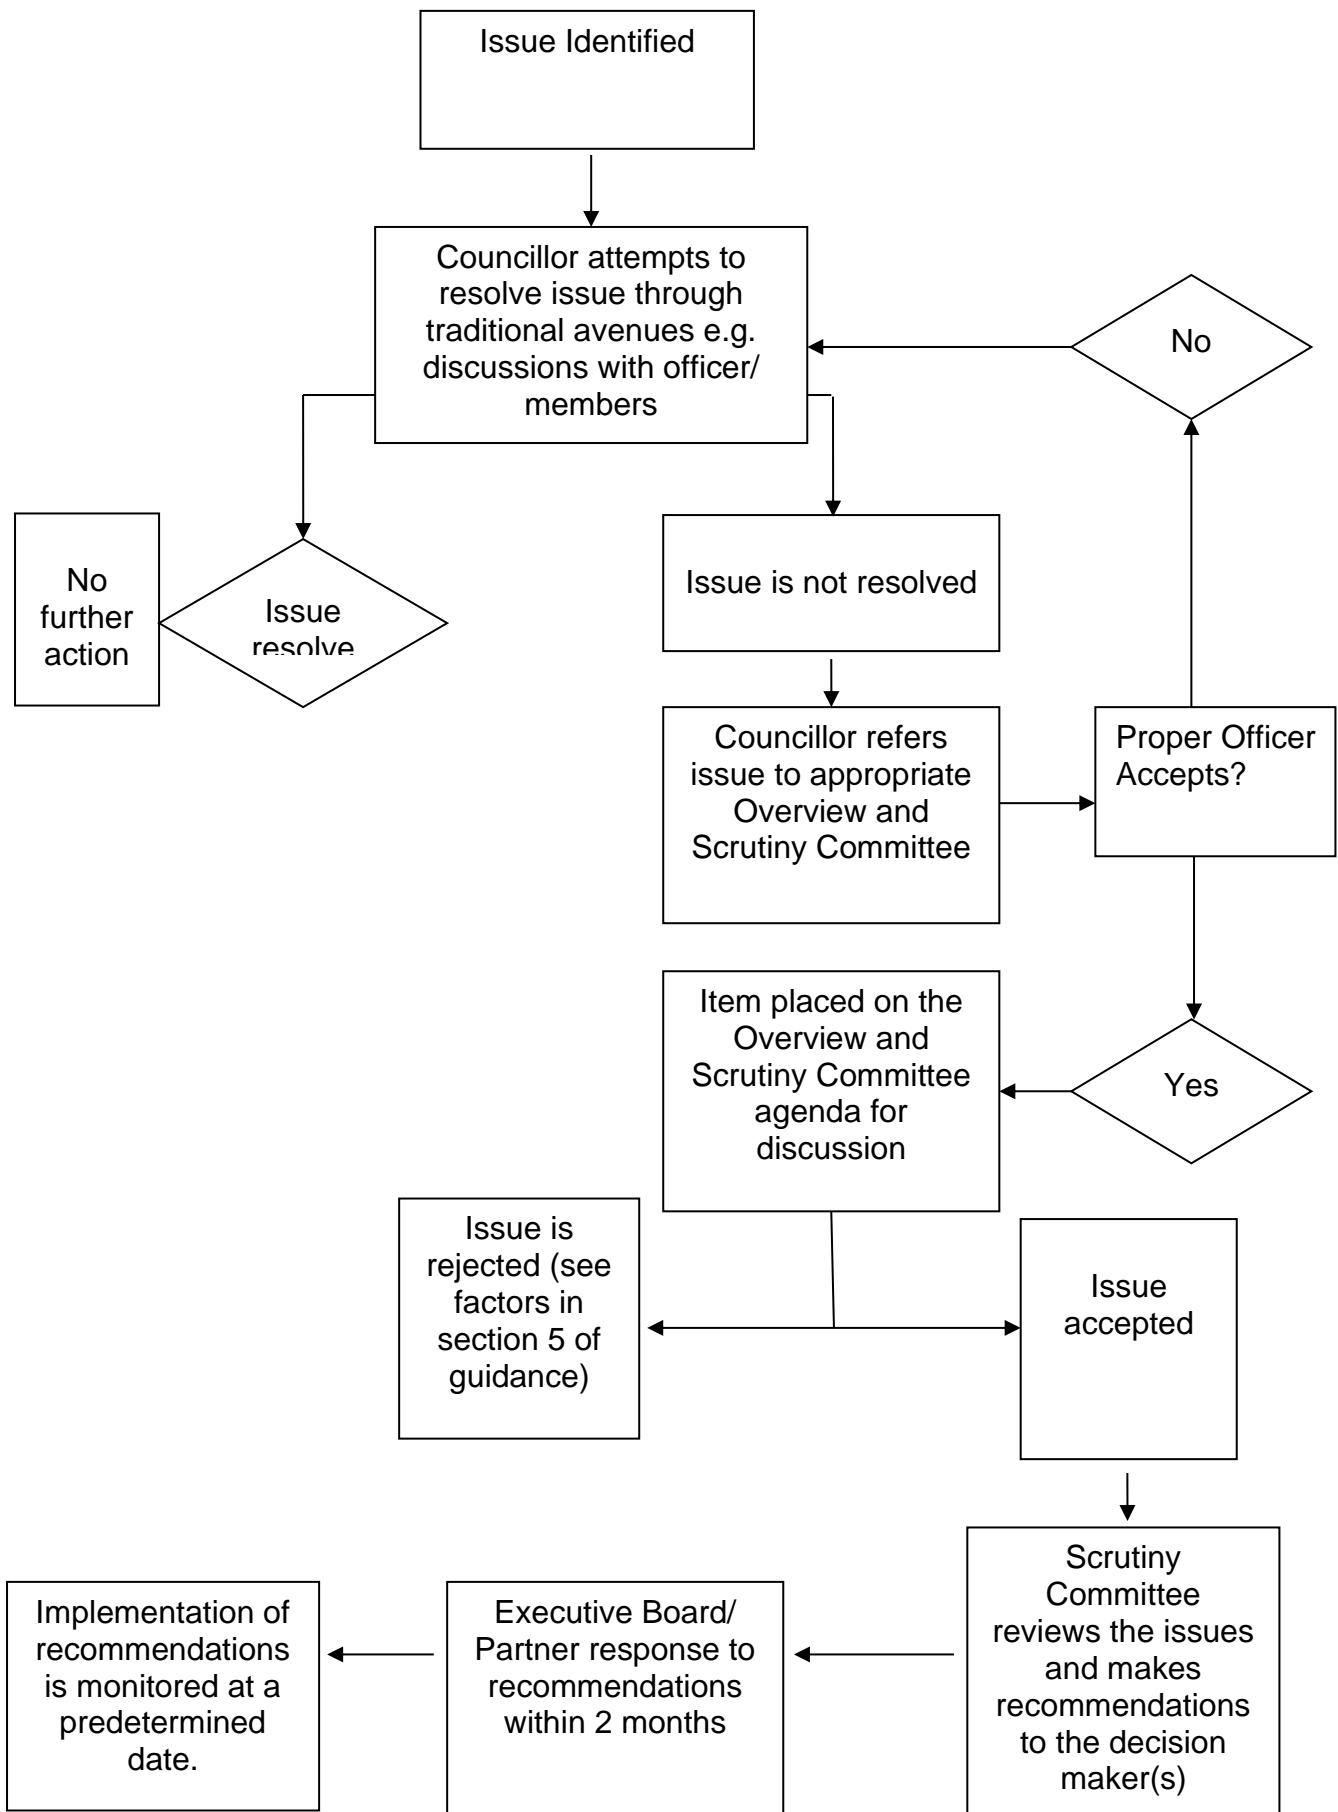 Issue Identified
Councillor attempts to
resolve issue through
traditional avenues e.g.
discussions with officer/
members
No
No
further
action
Issue
resolve
Issue is not resolved
Councillor refers
issue to appropriate
Overview and
Scrutiny Committee
Proper Officer
Accepts?
Item placed on the
Overview and
Scrutiny Committee
agenda for
discussion
Yes
Issue is
rejected (see
factors in
section 5 of
guidance)
Issue
accepted
Scrutiny
Committee
reviews the issues
and makes
recommendations
to the decision
maker(s)
Executive Board/
Partner response to
recommendations
within 2 months
Implementation of
recommendations
is monitored at a
predetermined
date.